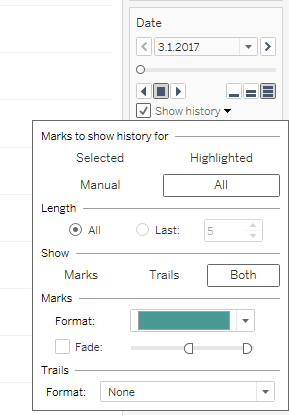 Date
3.1.2017
Show history
Marks to show history for
Selected Highlighted
Manual All
Length
All Last: 5
Show
Marks Trails Both
Marks
Format:
Fade:
Trails
Format: None